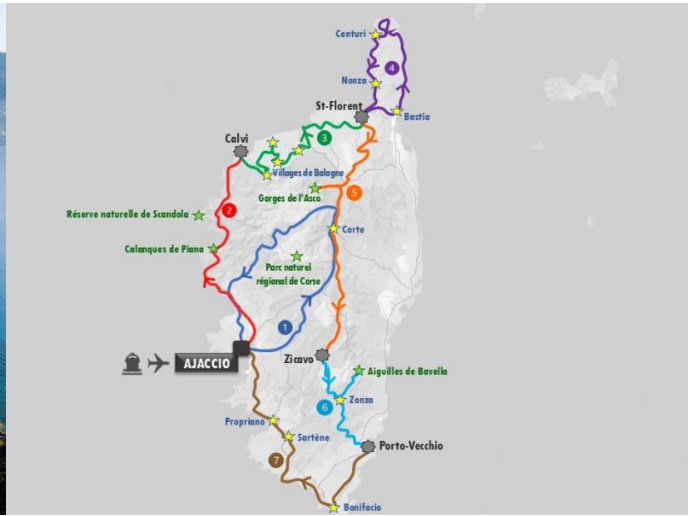 Centuri
4
Nonza
St-Florent
Bastia
Calvi
3
Villages de Balagne
Gorges de l'Asco
5
2
Réserve naturelle de Scandola
Corte
Calanques de Piana
Parc naturel
régional de Corse
1
AJACCIO
Zicavo
Aiguilles de Bavella
6
Zonza
Propriano
Sartène
Porto-Vecchio
7
Bonifacio